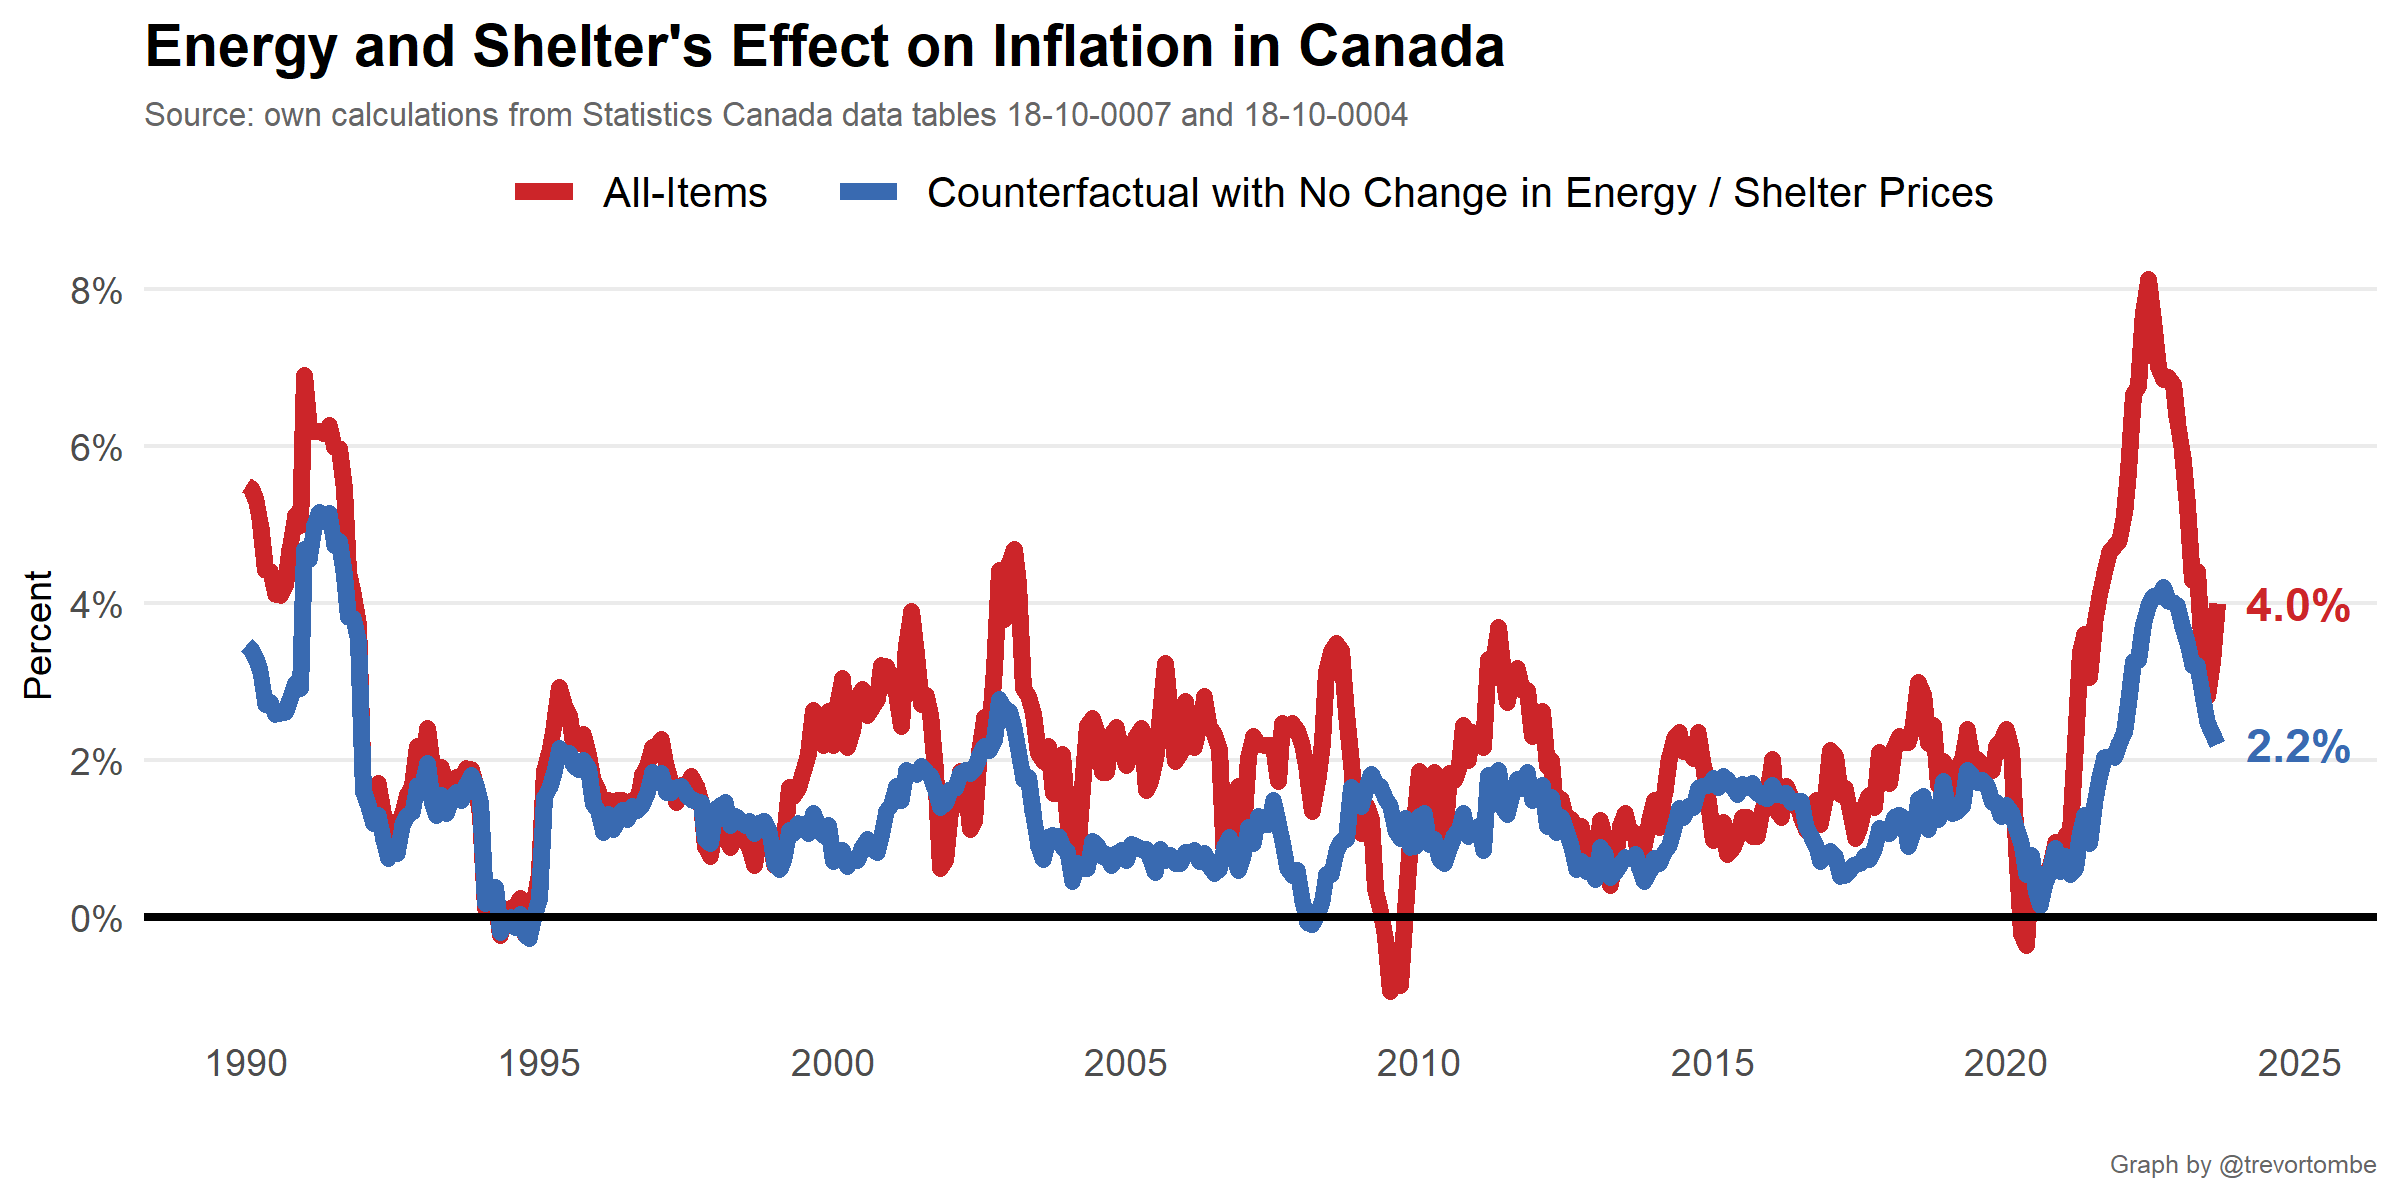 Energy and Shelter's Effect on Inflation in Canada
Source: own calculations from Statistics Canada data tables 18-10-0007 and 18-10-0004
All-Items
Counterfactual with No Change in Energy / Shelter Prices
Percent
8%
6%
4%
2%
0%
4.0%
2.2%
1990 1995 2000 2005 2010 2015 2020 2025
Graph by @trevortombe